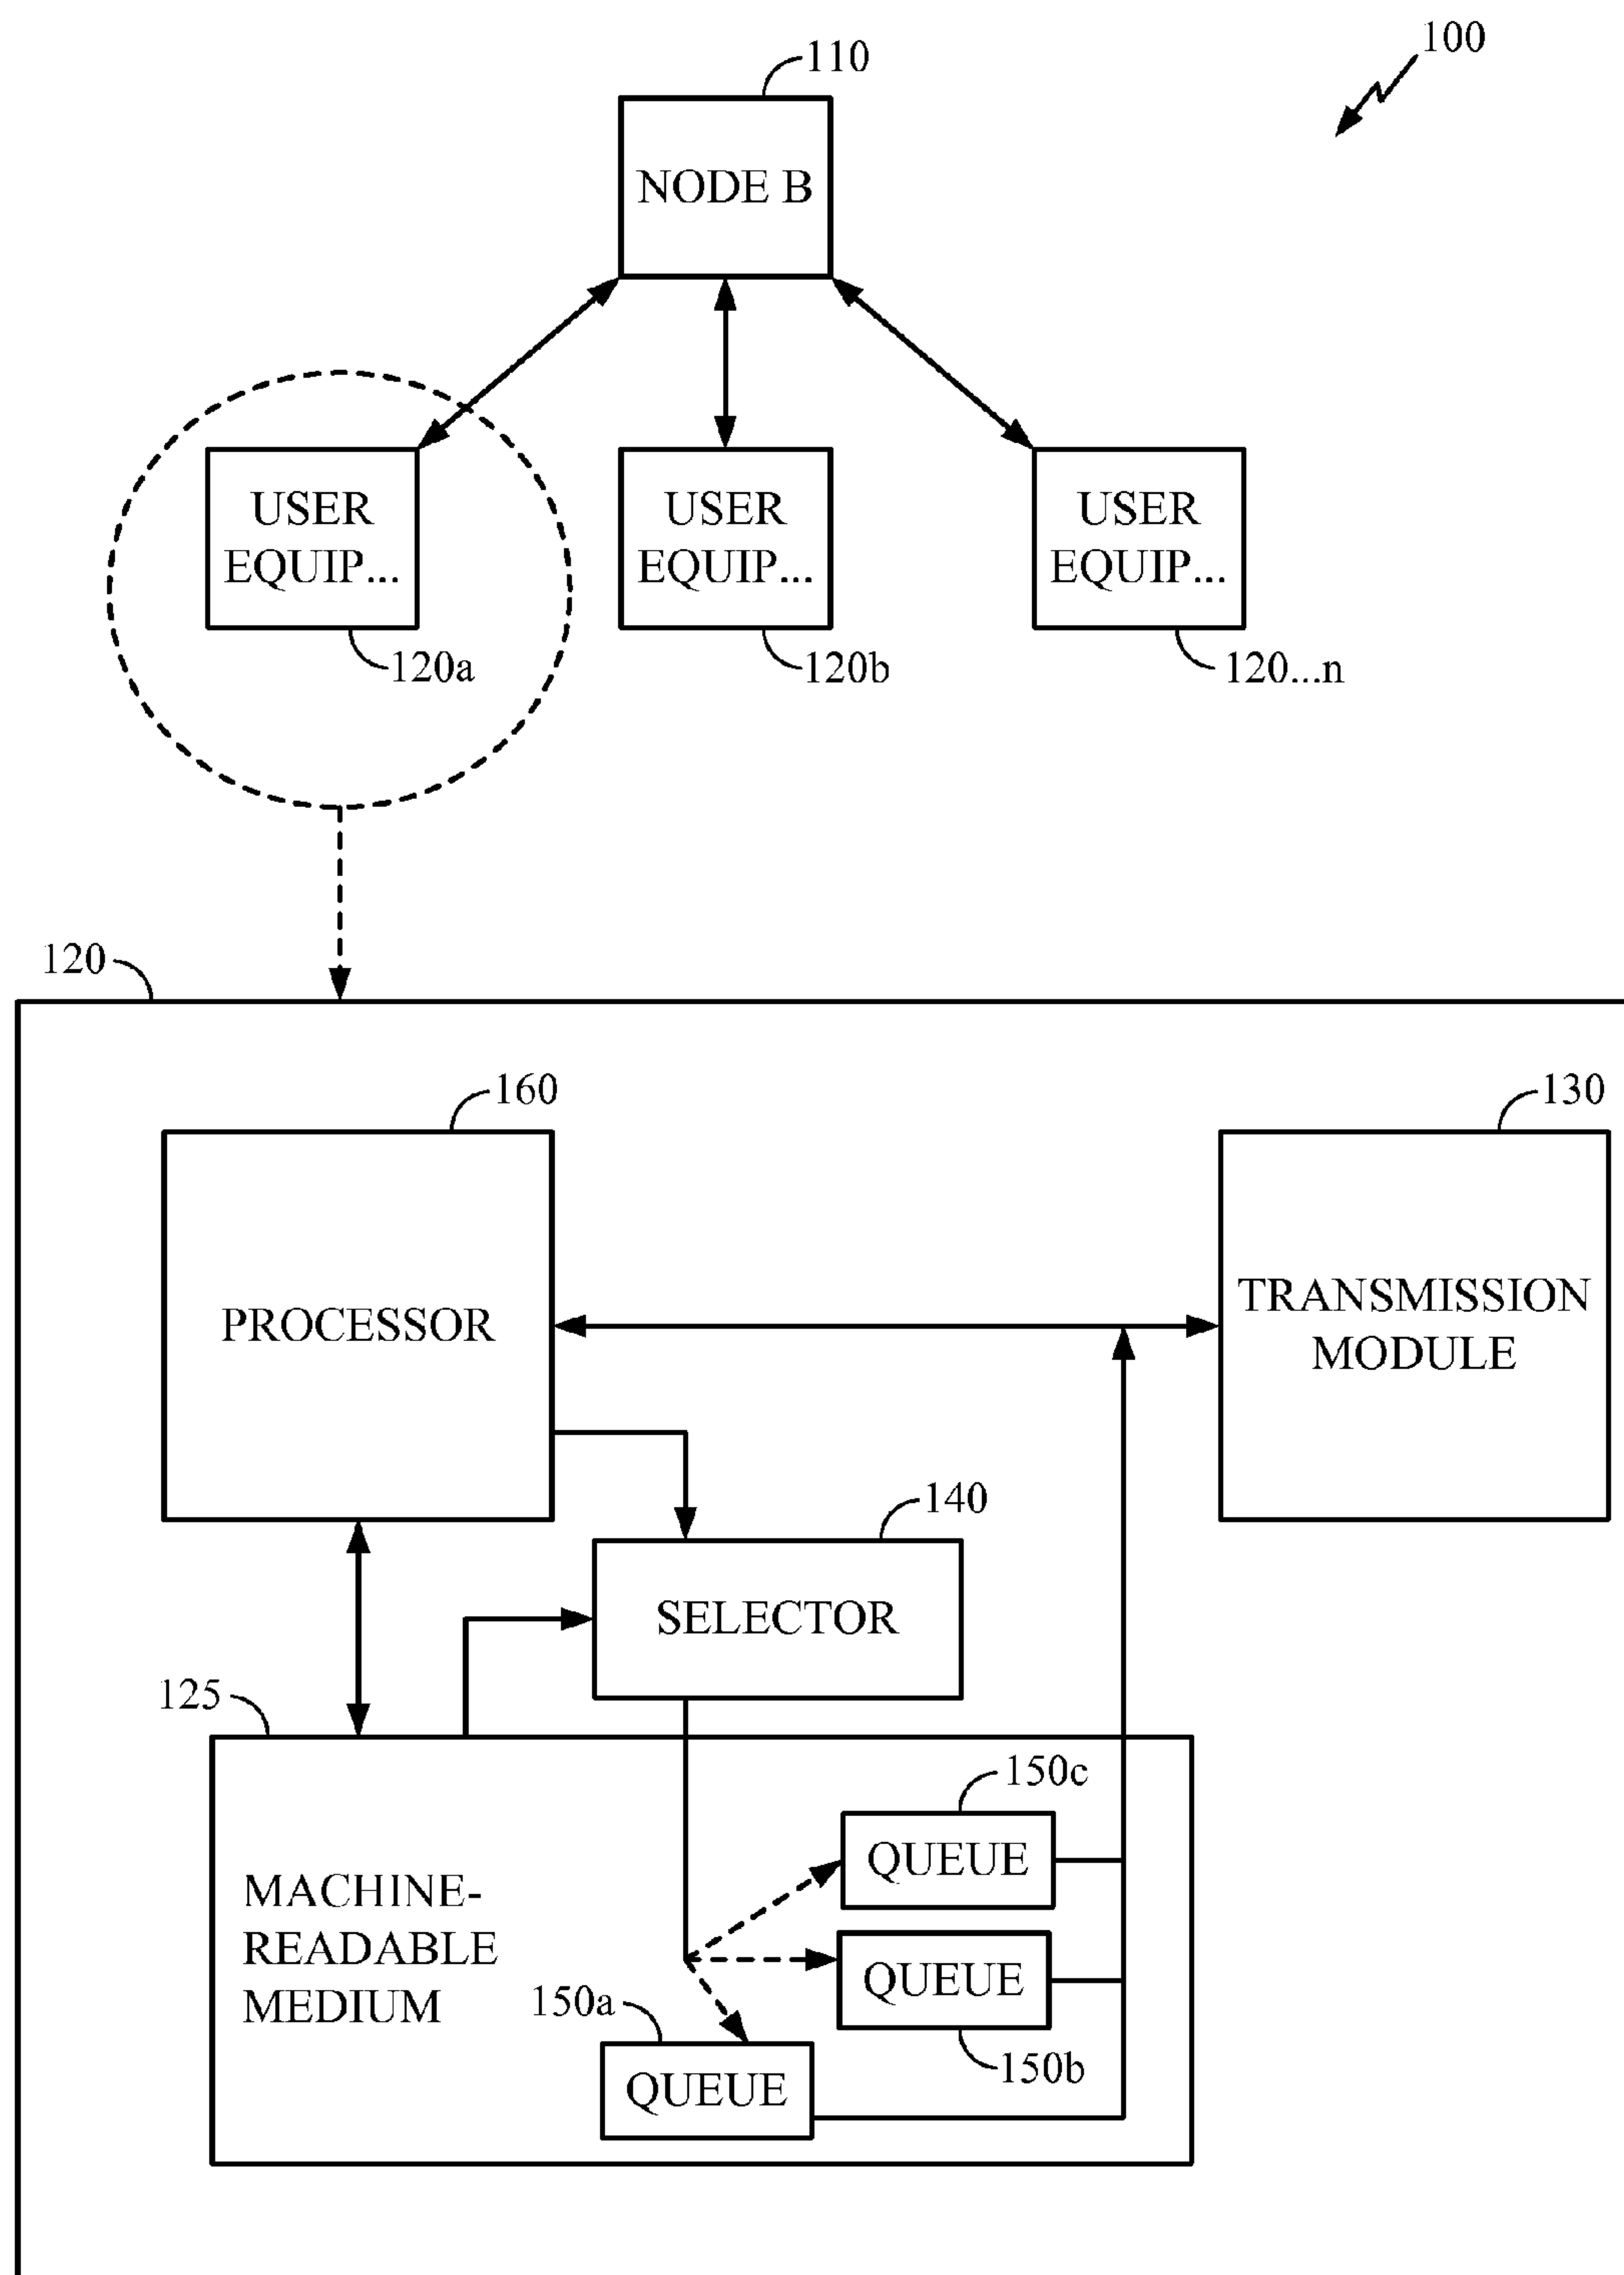 100
110
NODE B
USER
EQUIP...
120a
USER
EQUIP...
120b
USER
EQUIP...
120...n
120
160
PROCESSOR
130
TRANSMISSION
MODULE
140
SELECTOR
125
MACHINE-
READABLE
MEDIUM
150c
QUEUE
QUEUE
150b
150a
QUEUE